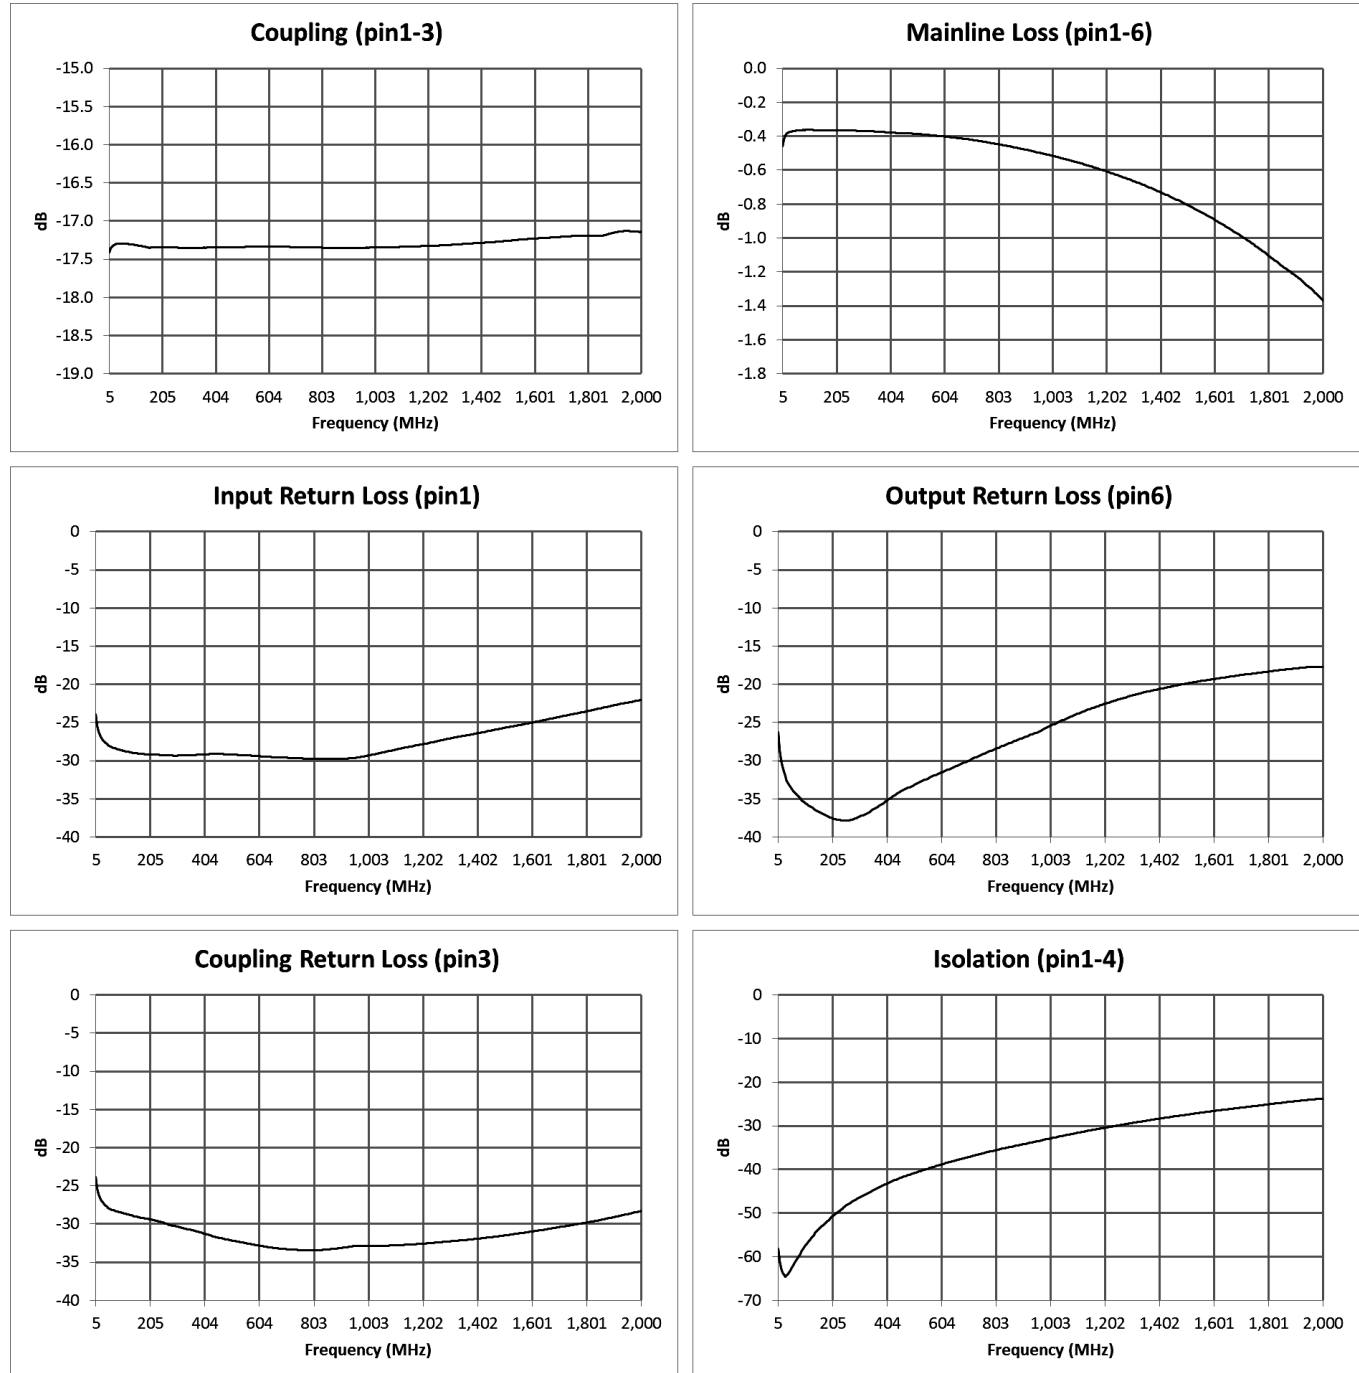 Coupling (pin1-3)
-15.0
-15.5
-16.0
-16.5
-17.0
-17.5
-18.0
-18.5
-19.0
dB
5 205 404 604 803 1,003 1,202 1,402 1,601 1,801 2,000
Frequency (MHz)
Mainline Loss (pin1-6)
0.0
-0.2
-0.4
-0.6
-0.8
-1.0
-1.2
-1.4
-1.6
-1.8
dB
5 205 404 604 803 1,003 1,202 1,402 1,601 1,801 2,000
Frequency (MHz)
Input Return Loss (pin1)
0
-5
-10
-15
-20
-25
-30
-35
-40
dB
5 205 404 604 803 1,003 1,202 1,402 1,601 1,801 2,000
Frequency (MHz)
Output Return Loss (pin6)
0
-5
-10
-15
-20
-25
-30
-35
-40
dB
5 205 404 604 803 1,003 1,202 1,402 1,601 1,801 2,000
Frequency (MHz)
Coupling Return Loss (pin3)
0
-5
-10
-15
-20
-25
-30
-35
-40
dB
5 205 404 604 803 1,003 1,202 1,402 1,601 1,801 2,000
Frequency (MHz)
Isolation (pin1-4)
0
-10
-20
-30
-40
-50
-60
-70
dB
5 205 404 604 803 1,003 1,202 1,402 1,601 1,801 2,000
Frequency (MHz)